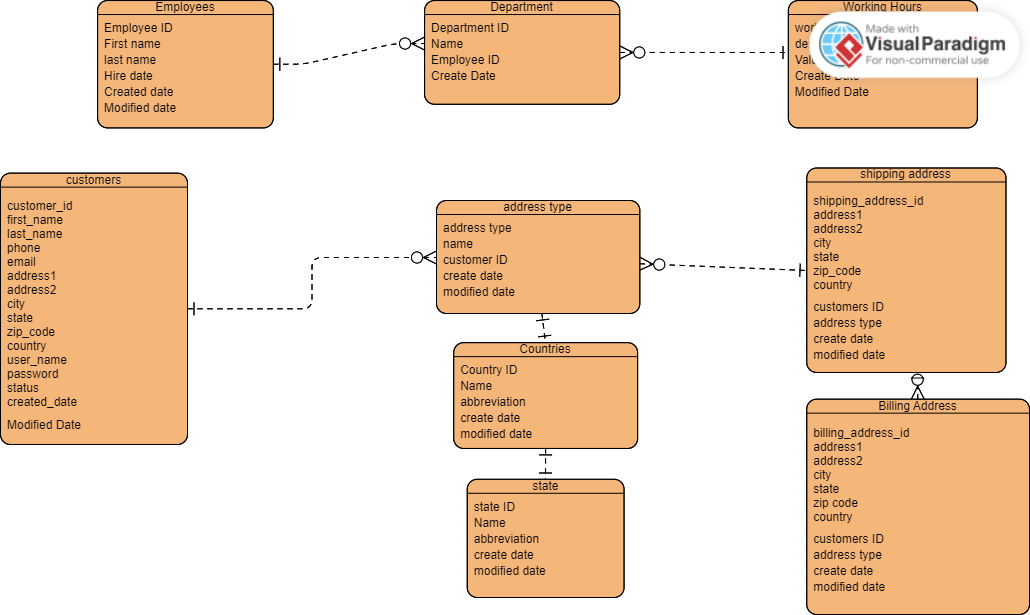 Employees
Employee ID
First name
last name
Hire date
Created date
Modified date
Department
Department ID
Name
Employee ID
Create Date
Working Hours
Create Date
Modified Date
Made with
Visual Paradigm
For non-commercial use
customers
customer_id
first_name
last_name
phone
email
address1
address2
city
state
zip_code
country
user_name
password
status
created_date
Modified Date
address type
address type
name
customer ID
create date
modified date
shipping address
shipping_address_id
address1
address2
city
state
zip_code
country
customers ID
address type
create date
modified date
Countries
Country ID
Name
abbreviation
create date
modified date
Billing Address
billing_address_id
address1
address2
city
state
zip code
country
customers ID
address type
create date
modified date
state
state ID
Name
abbreviation
create date
modified date